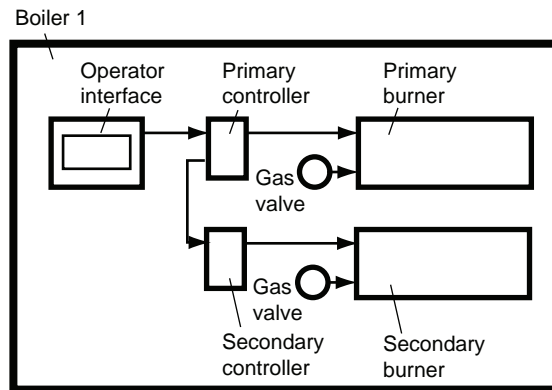 Boiler 1
Operator
interface
Primary
controller
Primary
burner
Gas
valve
Gas
valve
Secondary
controller
Secondary
burner